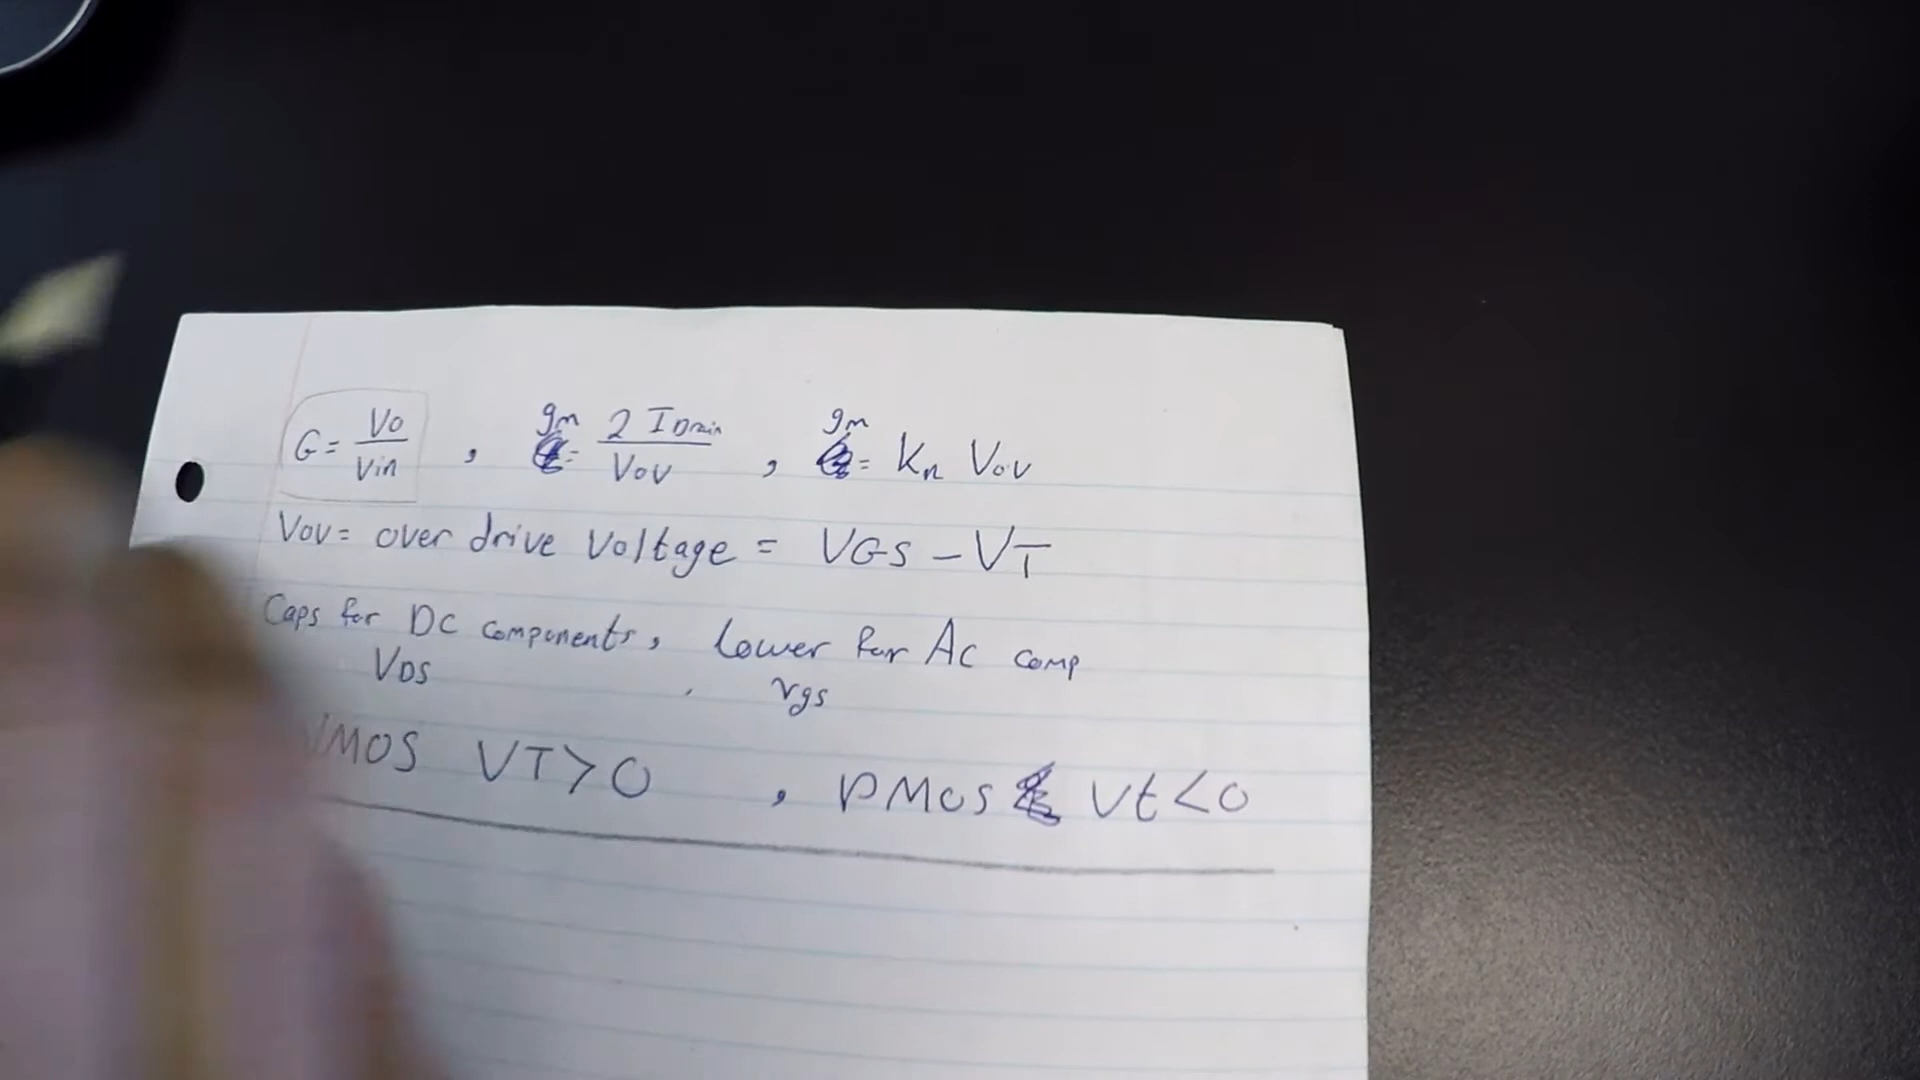 G = Vo/Vin , gm = 2 IDrain/Vov , gm = Kn Vov
Vov = over drive Voltage = VGS - VT
Caps for DC components, lower for Ac comp
VDS , vgs
NMOS VT>0 , PMOS Vt<0